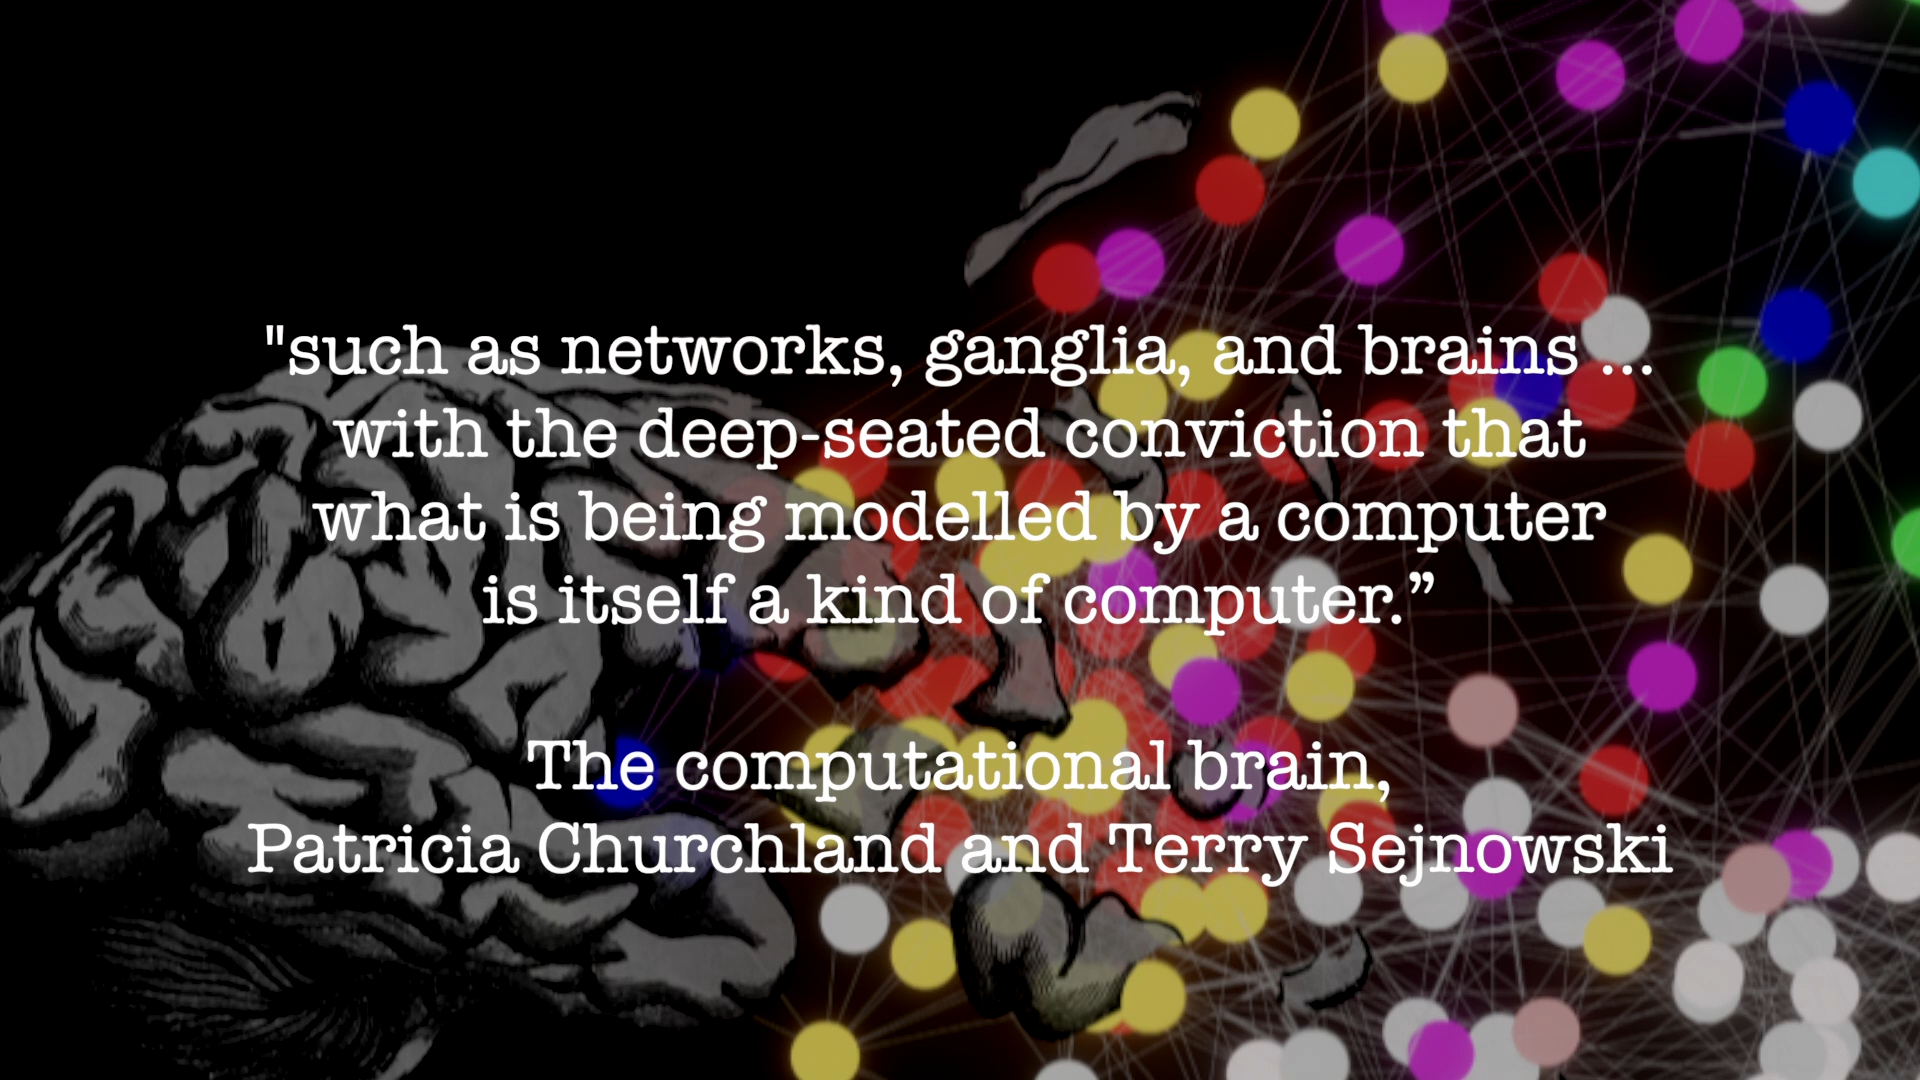 "such as networks, ganglia, and brains ...
with the deep-seated conviction that
what is being modelled by a computer
is itself a kind of computer.”
The computational brain,
Patricia Churchland and Terry Sejnowski